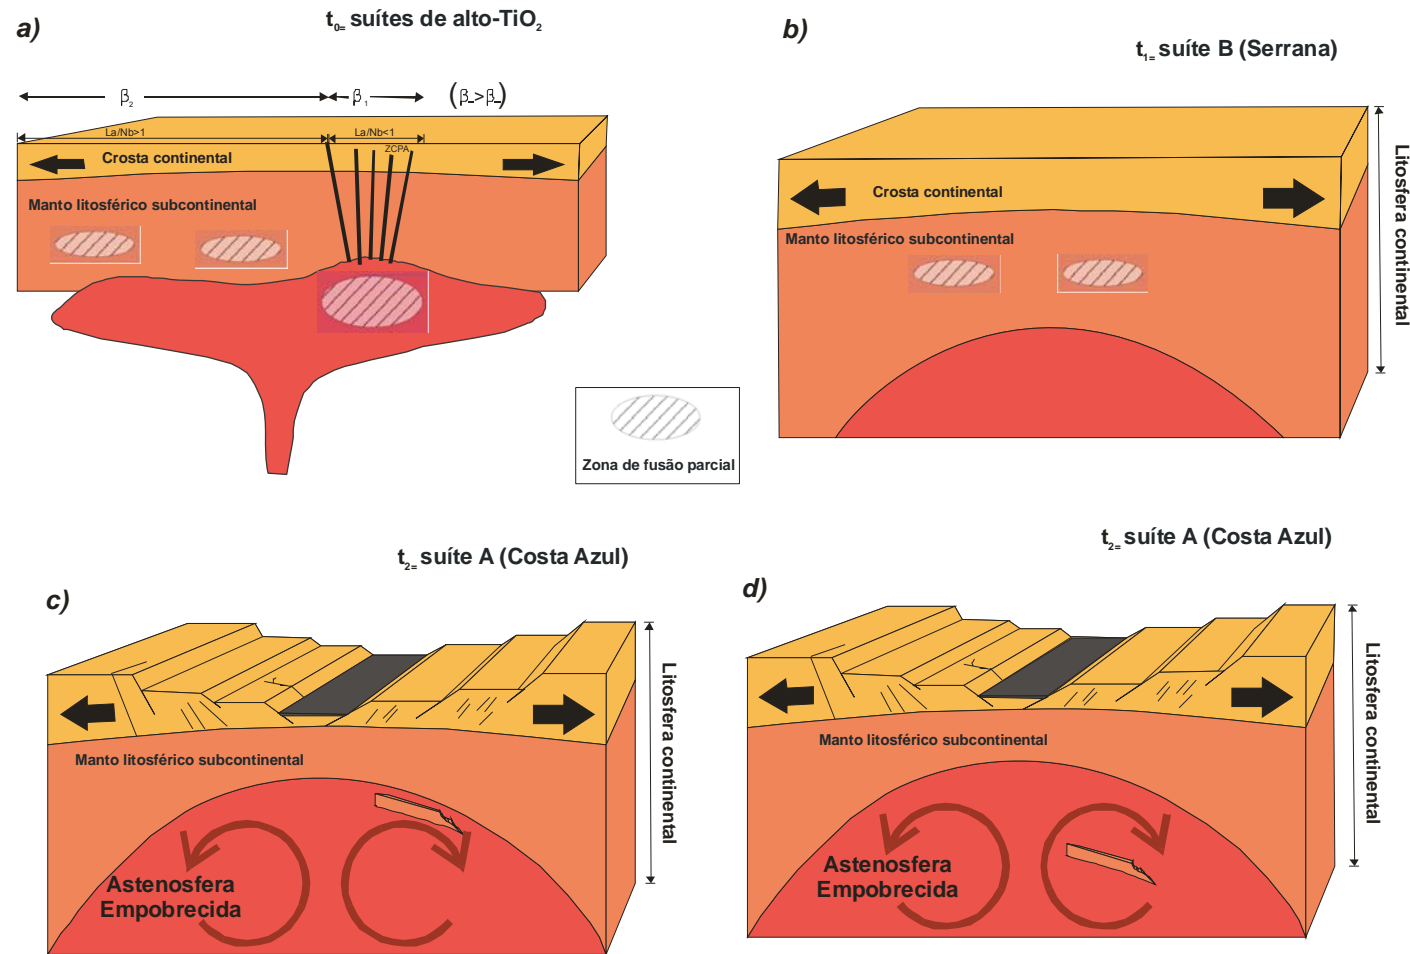 a)
t₀= suítes de alto-TiO₂
β₂
β₁
(β_>β_)
La/Nb>1
La/Nb<1
ZCPA
Crosta continental
Manto litosférico subcontinental
Zona de fusão parcial
b)
t₁= suíte B (Serrana)
Crosta continental
Manto litosférico subcontinental
Litosfera continental
c)
t₂= suíte A (Costa Azul)
Manto litosférico subcontinental
Astenosfera
Empobrecida
Litosfera continental
d)
t₂= suíte A (Costa Azul)
Manto litosférico subcontinental
Astenosfera
Empobrecida
Litosfera continental